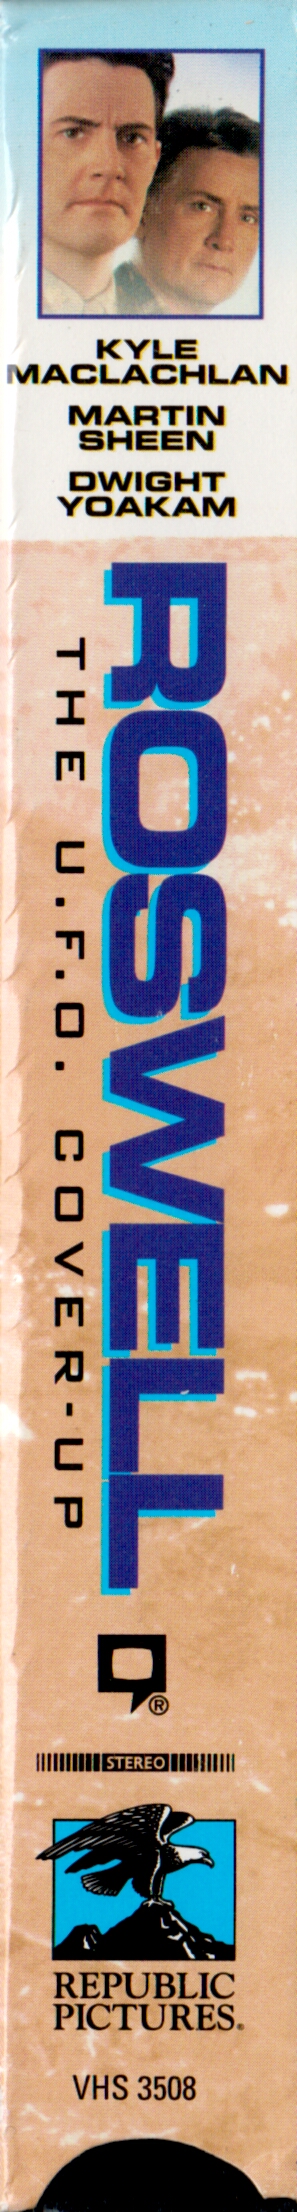 KYLE
MACLACHLAN
MARTIN
SHEEN
DWIGHT
YOAKAM
ROSWELL
THE U.F.O. COVER-UP
®
STEREO
REPUBLIC
PICTURES®
VHS 3508